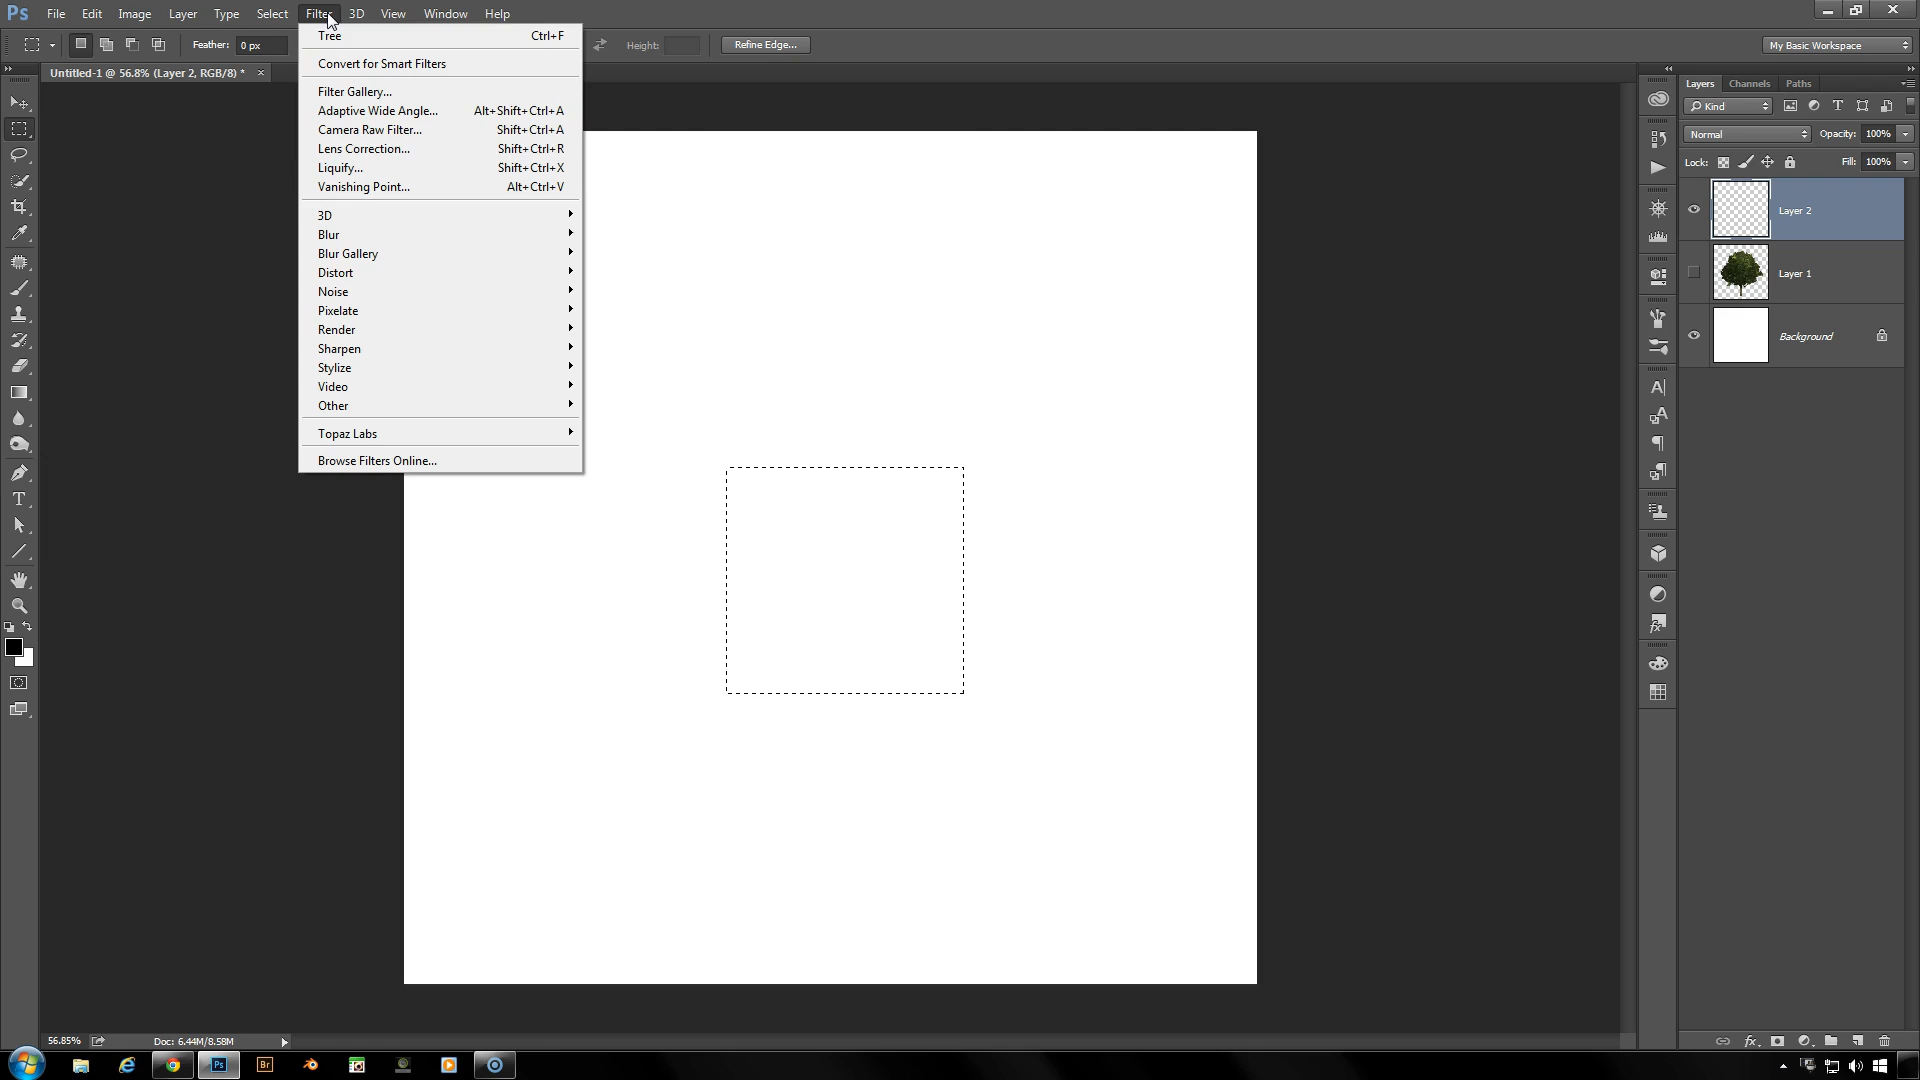 Ps File Edit Image Layer Type Select Filter 3D View Window Help
Feather: 0 px Height: Refine Edge... My Basic Workspace
Untitled-1 @ 56.8% (Layer 2, RGB/8) * ×
Tree Ctrl+F
Convert for Smart Filters
Filter Gallery...
Adaptive Wide Angle... Alt+Shift+Ctrl+A
Camera Raw Filter... Shift+Ctrl+A
Lens Correction... Shift+Ctrl+R
Liquify... Shift+Ctrl+X
Vanishing Point... Alt+Ctrl+V
3D
Blur
Blur Gallery
Distort
Noise
Pixelate
Render
Sharpen
Stylize
Video
Other
Topaz Labs
Browse Filters Online...
Layers Channels Paths
Kind
Normal Opacity: 100%
Lock: Fill: 100%
Layer 2
Layer 1
Background
56.85% Doc: 6.44M/8.58M
Ps Br